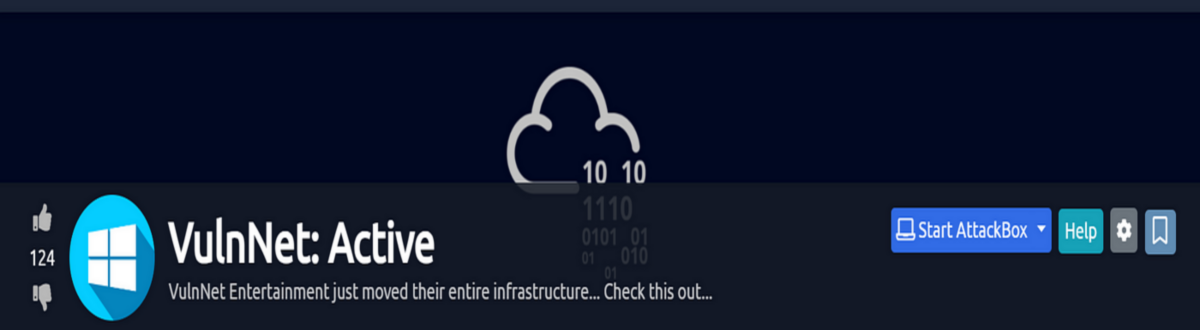 10 10
1110
0101 01
01 010
01
124
VulnNet: Active
VulnNet Entertainment just moved their entire infrastructure... Check this out...
Start AttackBox
Help